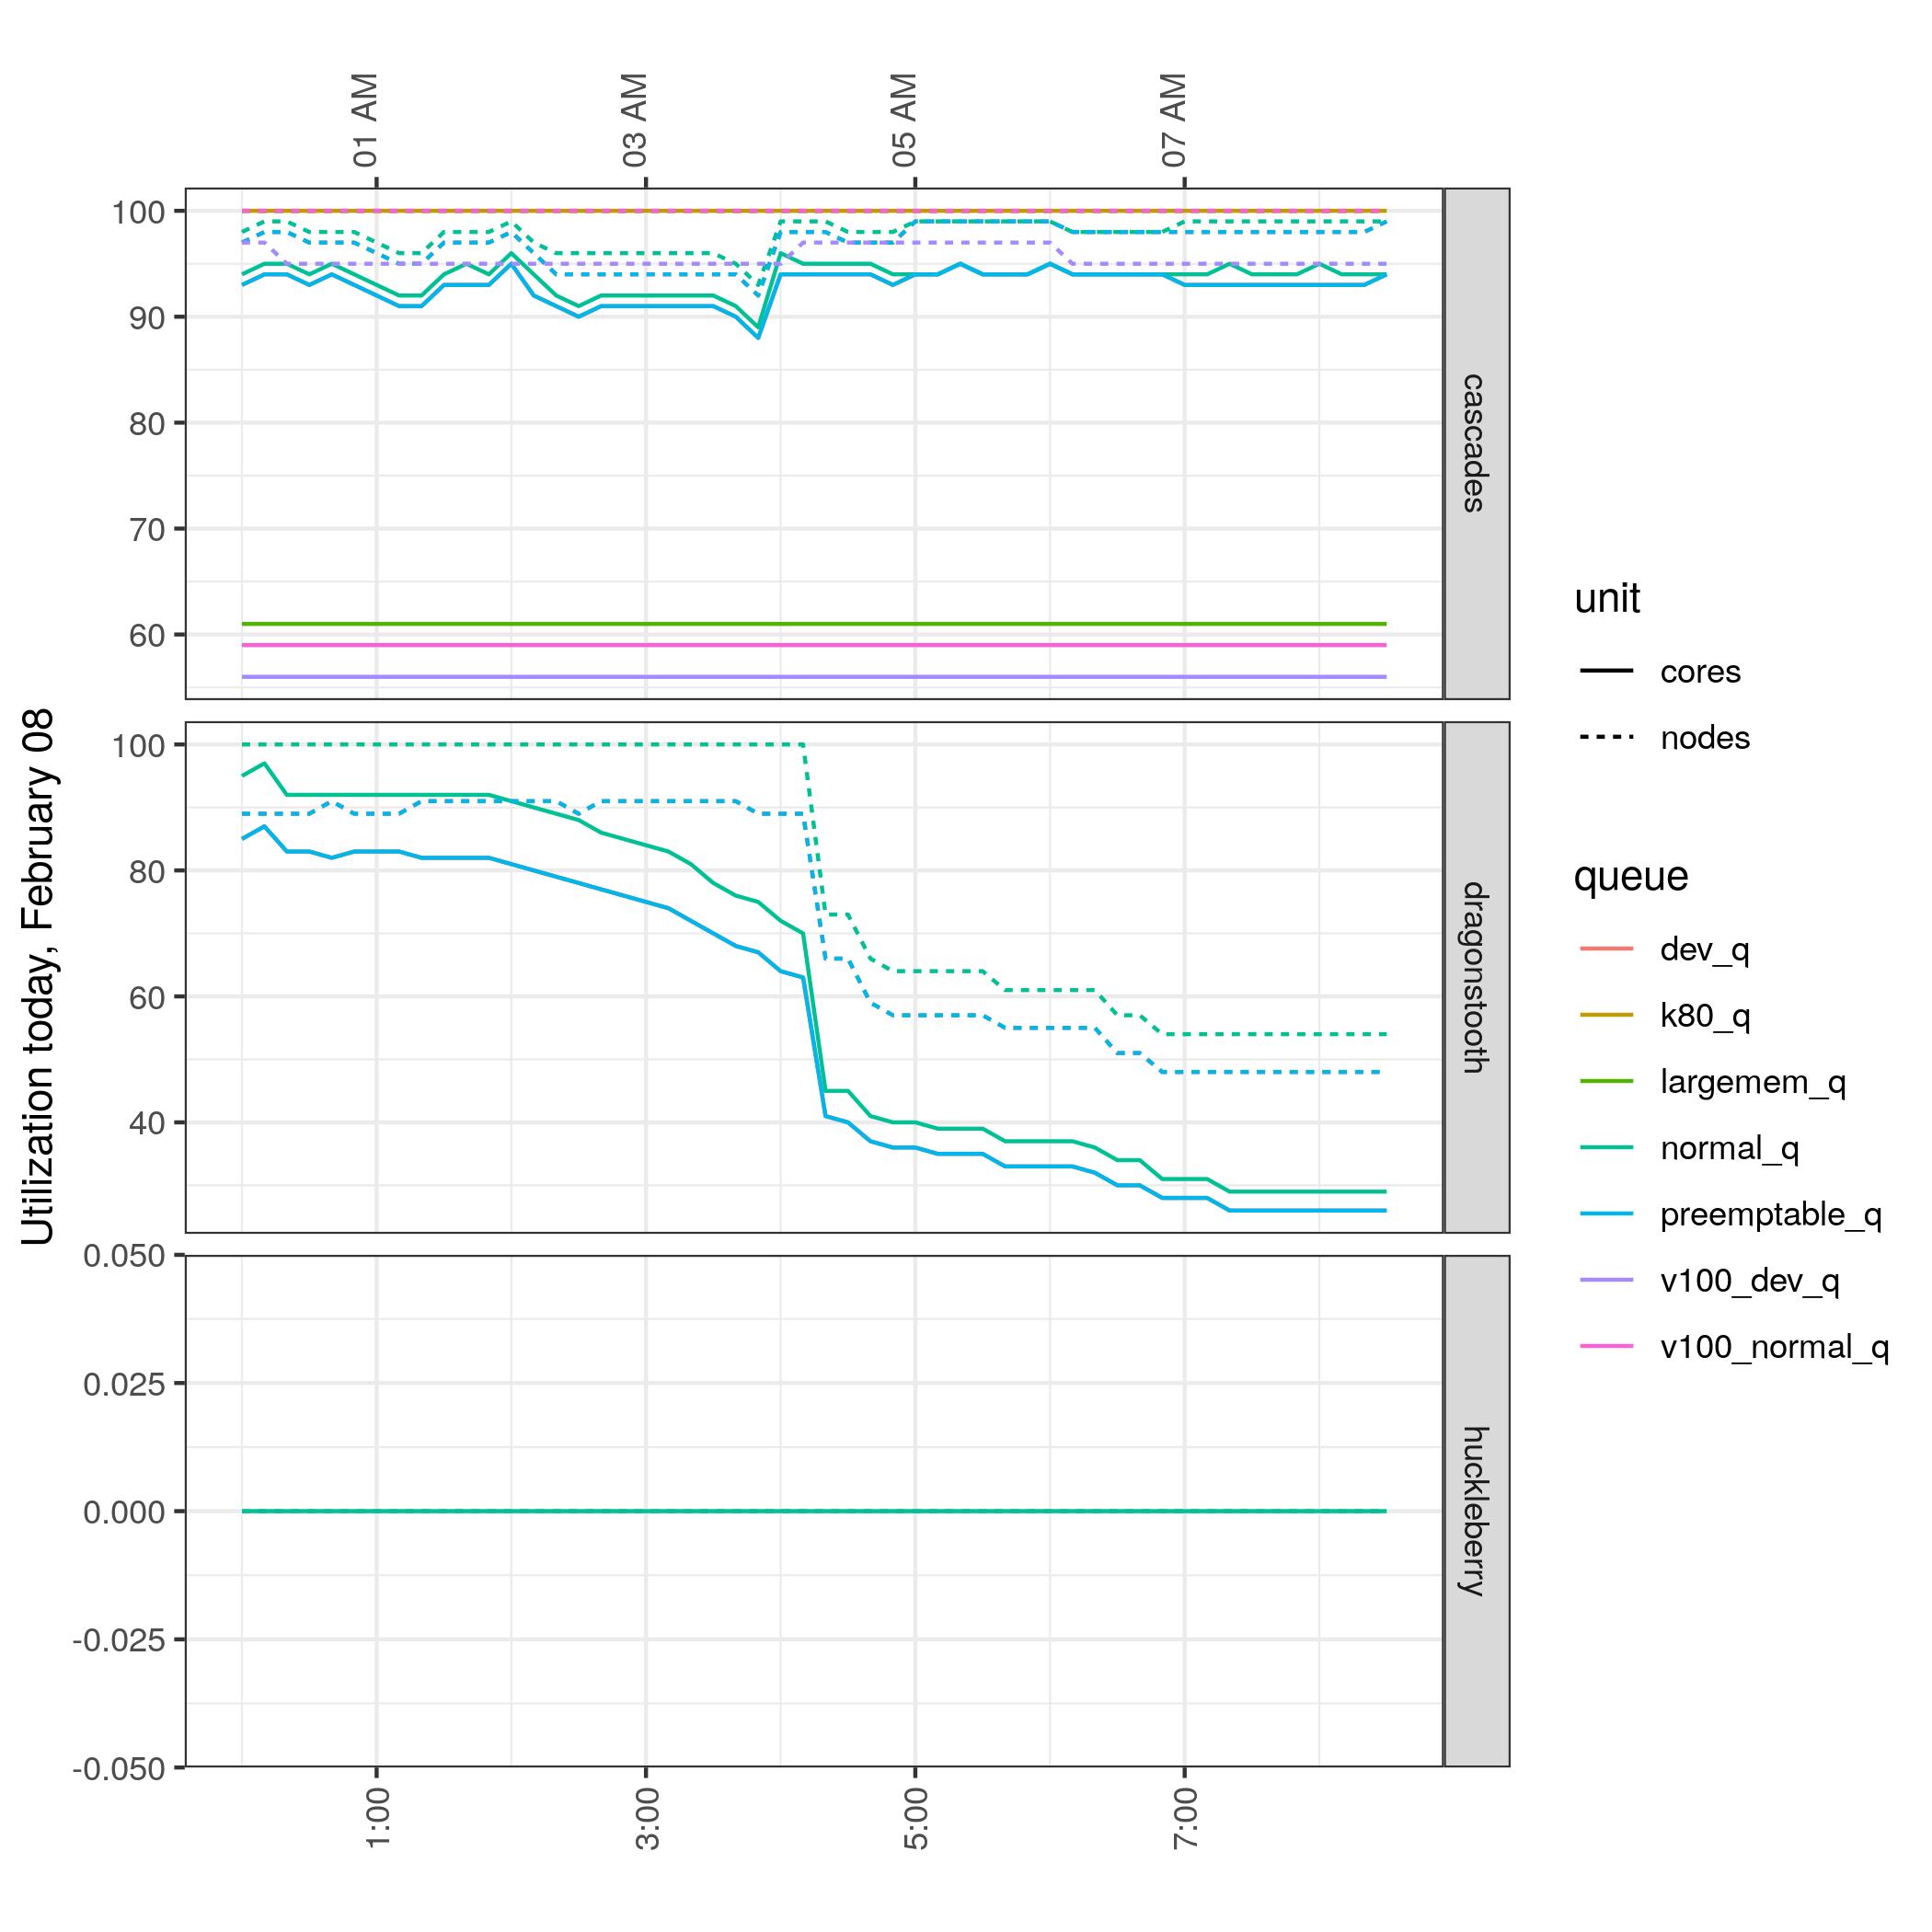 01 AM
03 AM
05 AM
07 AM
Utilization today, February 08
100
90
80
70
60
cascades
100
80
60
40
dragonstooth
0.050
0.025
0.000
-0.025
-0.050
huckleberry
1:00
3:00
5:00
7:00
unit
cores
nodes
queue
dev_q
k80_q
largemem_q
normal_q
preemptable_q
v100_dev_q
v100_normal_q